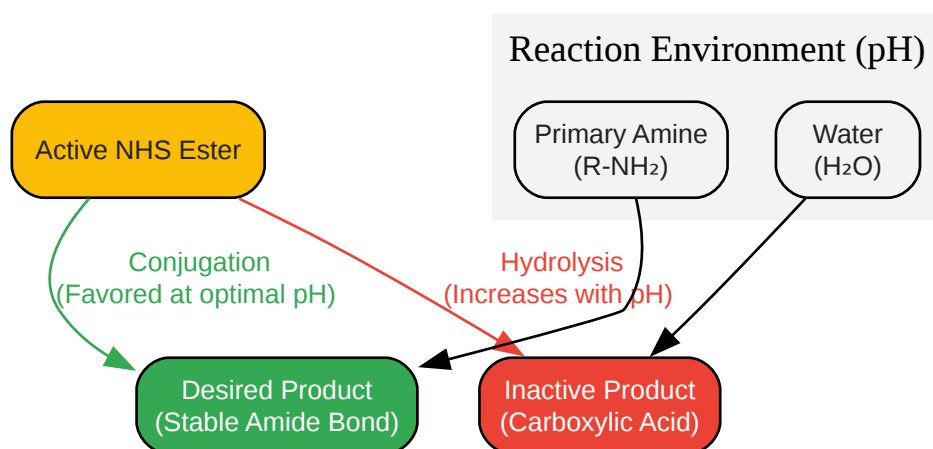 Reaction Environment (pH)
Active NHS Ester
Primary Amine
(R-NH₂)
Water
(H₂O)
Conjugation
(Favored at optimal pH)
Hydrolysis
(Increases with pH)
Desired Product
(Stable Amide Bond)
Inactive Product
(Carboxylic Acid)